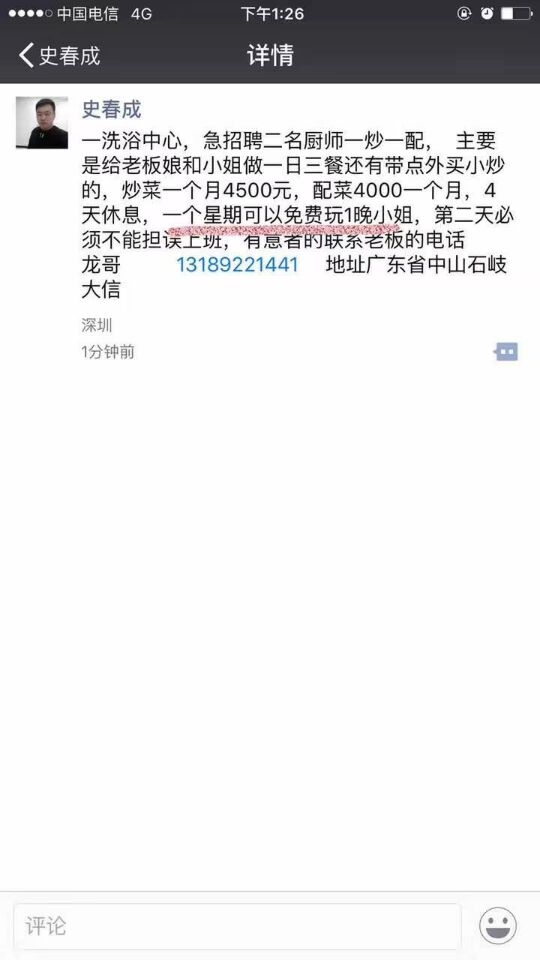 中国电信 4G 下午1:26
史春成 详情
史春成
一洗浴中心，急招聘二名厨师一炒一配， 主要
是给老板娘和小姐做一日三餐还有带点外买小炒
的，炒菜一个月4500元，配菜4000一个月，4
天休息，一个星期可以免费玩1晚小姐，第二天必
须不能担误上班，有意者的联系老板的电话
龙哥 13189221441 地址广东省中山石岐
大信
深圳
1分钟前
评论